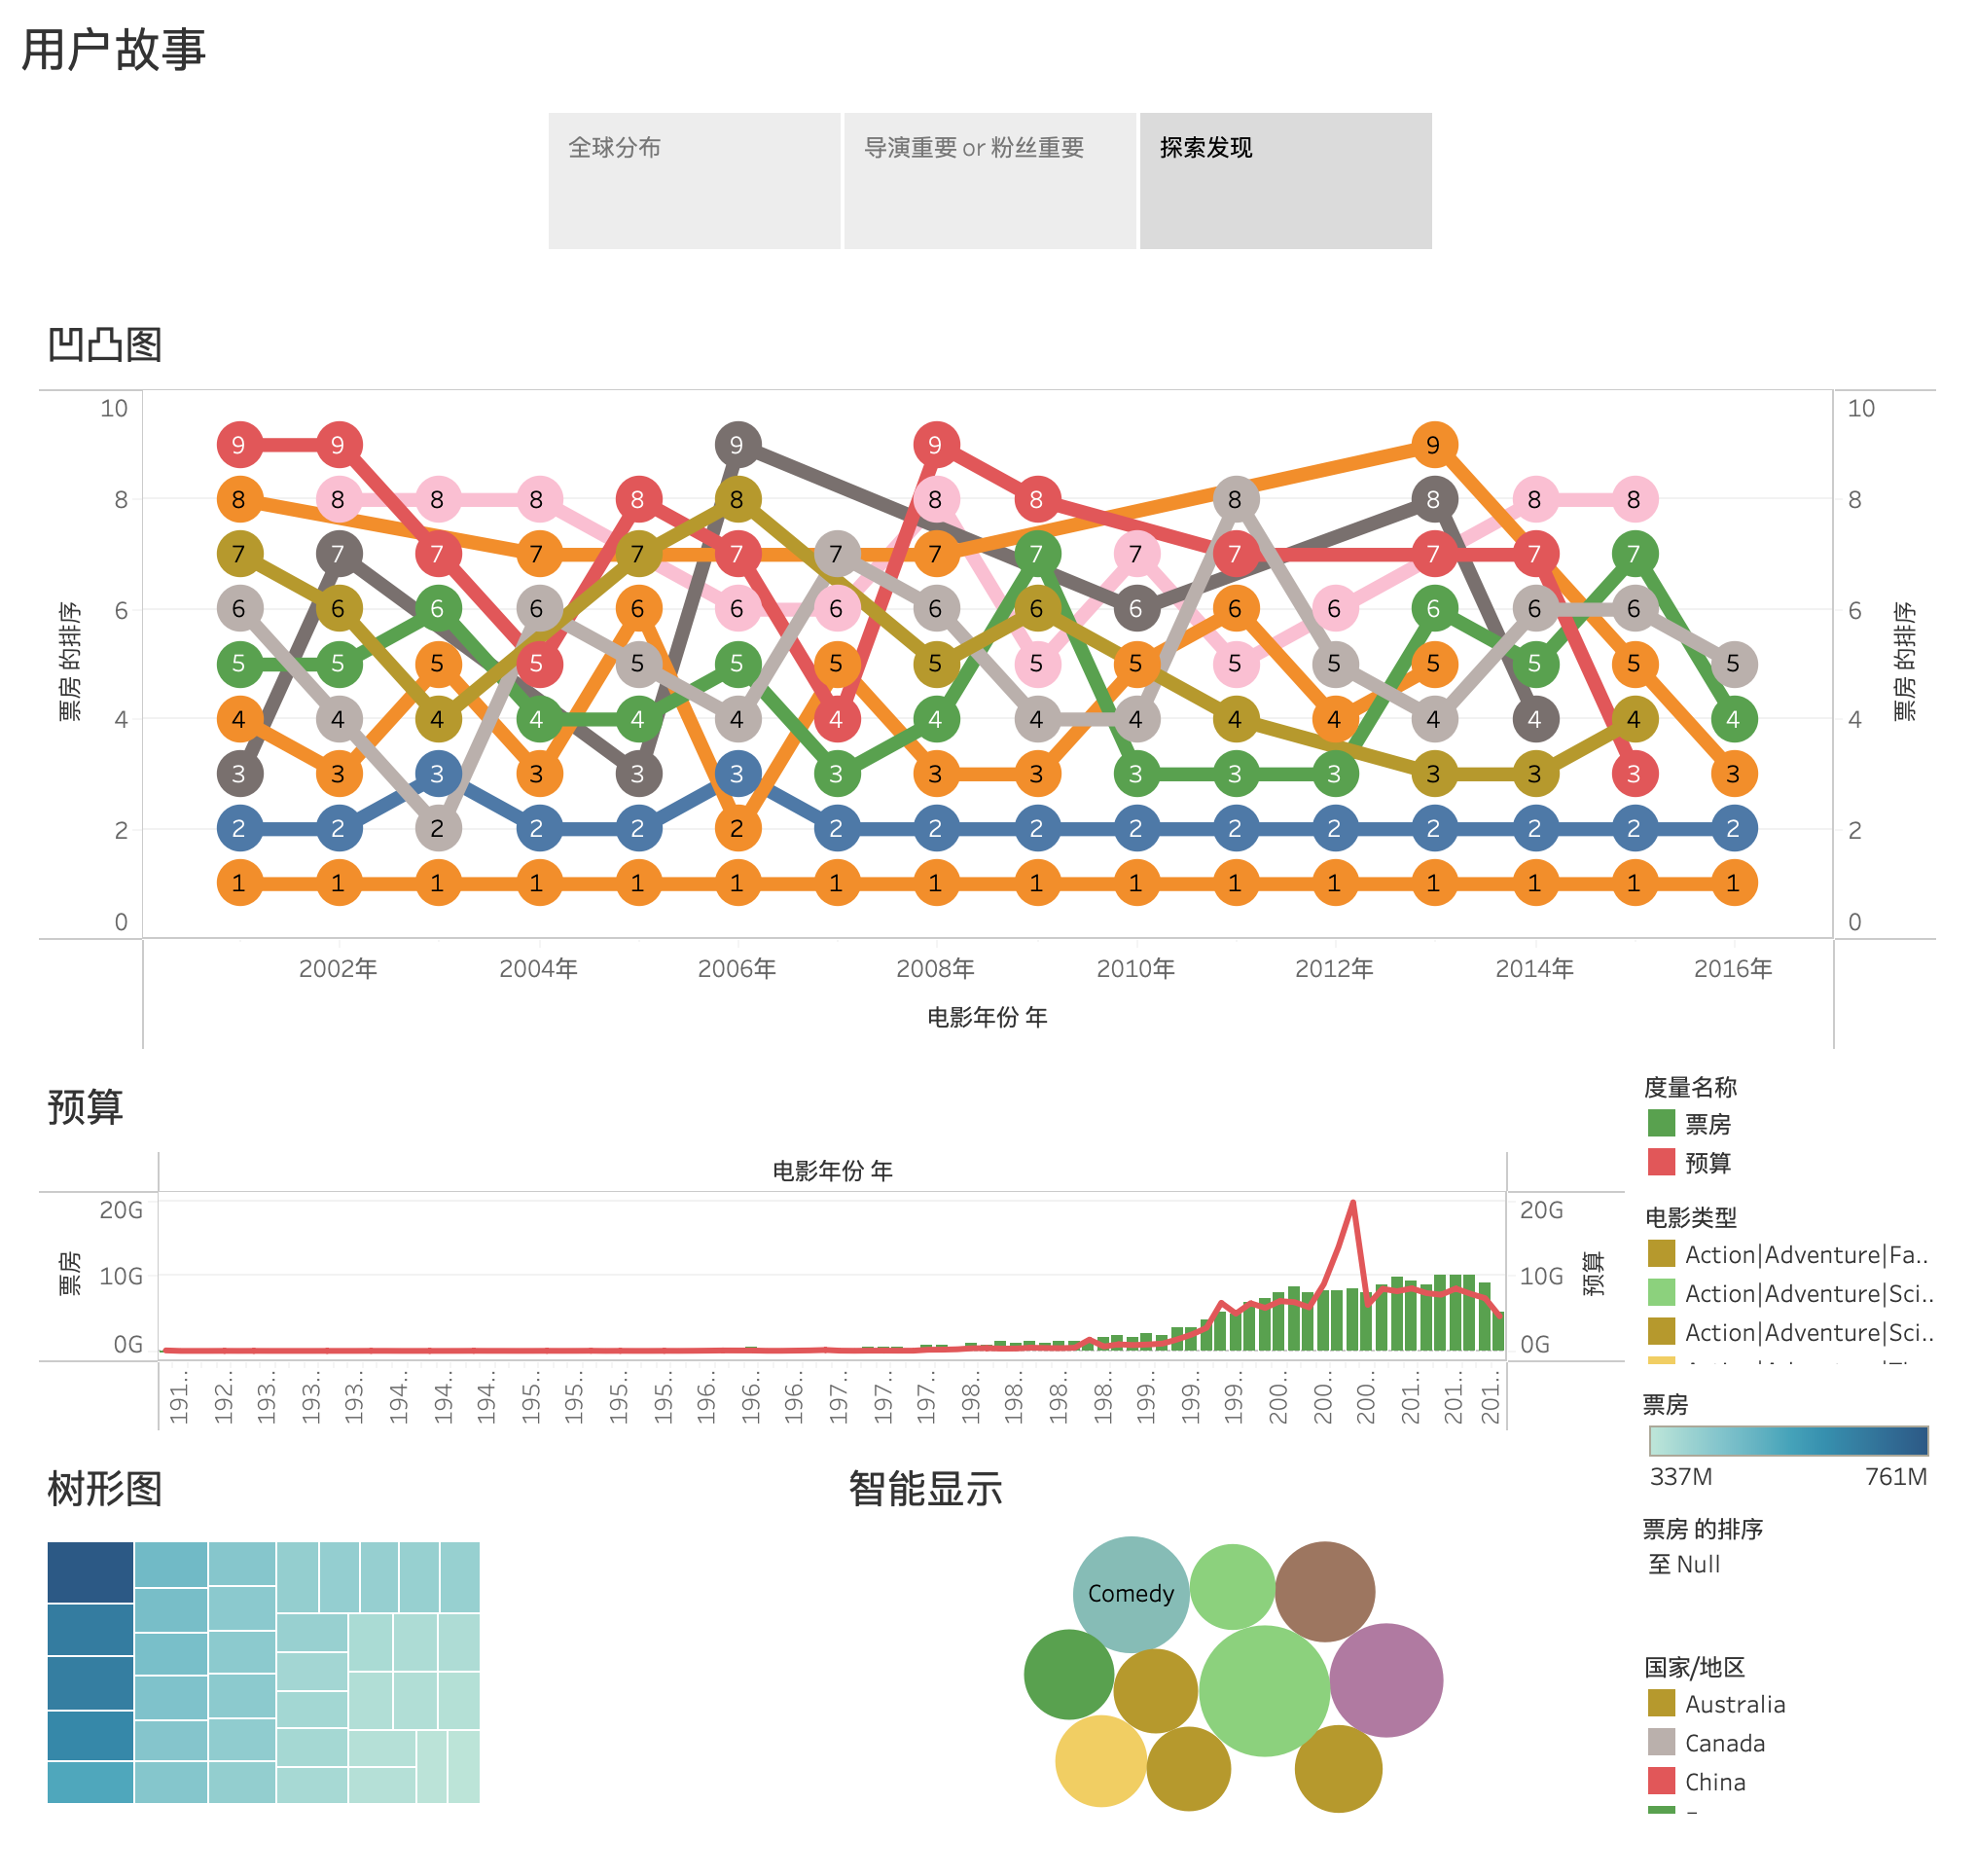 用户故事
全球分布
导演重要 or 粉丝重要
探索发现
凹凸图
票房 的排序
10 10
9 9 9 9 9
8 8 8 8 8 8 8 8 8 8 8 8 8 8
7 7 7 7 7 7 7 7 7 7 7 7 7 7
6 6 6 6 6 6 6 6 6 6 6 6 6 6 6 6 6
5 5 5 5 5 5 5 5 5 5 5 5 5 5 5 5
4 4 4 4 4 4 4 4 4 4 4 4 4 4 4 4 4 4
3 3 3 3 3 3 3 3 3 3 3 3 3 3 3 3
2 2 2 2 2 2 2 2 2 2 2 2 2 2 2 2 2 2
1 1 1 1 1 1 1 1 1 1 1 1 1 1 1 1
0 0
票房 的排序
2002年 2004年 2006年 2008年 2010年 2012年 2014年 2016年
电影年份 年
预算
电影年份 年
票房
20G 20G
10G 10G
0G 0G
预算
191.. 192.. 193.. 193.. 193.. 194.. 194.. 194.. 195.. 195.. 195.. 195.. 196.. 196.. 196.. 197.. 197.. 197.. 198.. 198.. 198.. 198.. 199.. 199.. 199.. 200.. 200.. 200.. 201.. 201.. 201..
度量名称
票房
预算
电影类型
Action|Adventure|Fa..
Action|Adventure|Sci..
Action|Adventure|Sci..
票房
337M 761M
票房 的排序
至 Null
国家/地区
Australia
Canada
China
树形图
智能显示
Comedy